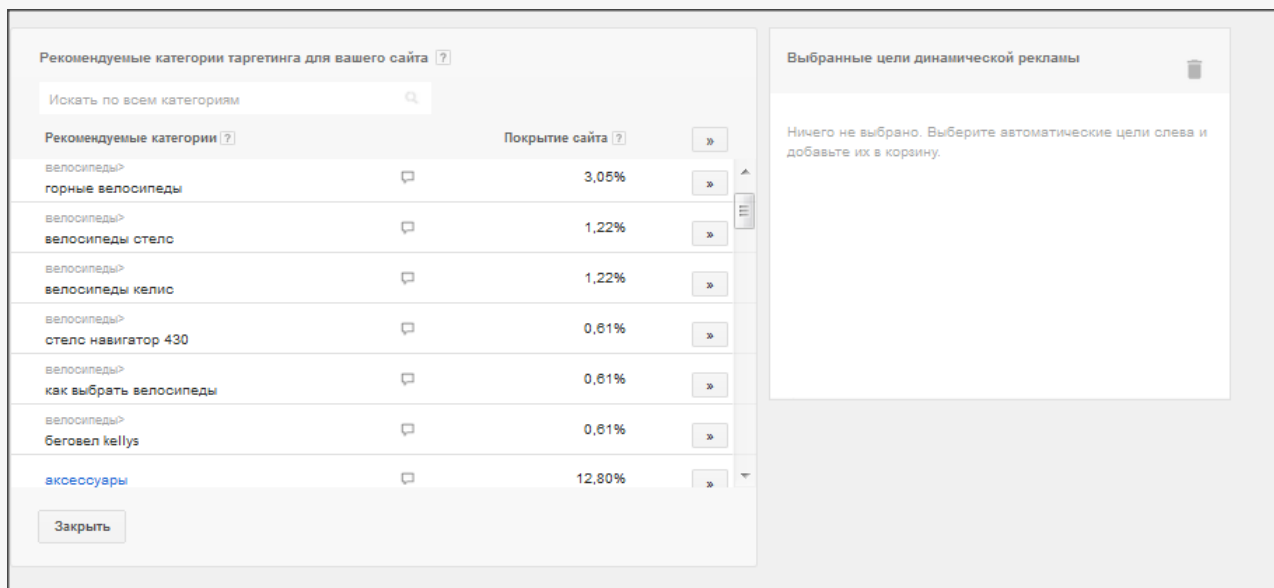 Рекомендуемые категории таргетинга для вашего сайта ?
Искать по всем категориям
Рекомендуемые категории ? Покрытие сайта ? »
велосипеды>
горные велосипеды 3,05% »
велосипеды>
велосипеды стелс 1,22% »
велосипеды>
велосипеды келис 1,22% »
велосипеды>
стелс навигатор 430 0,61% »
велосипеды>
как выбрать велосипеды 0,61% »
велосипеды>
беговел kellys 0,61% »
аксессуары 12,80% »
Закрыть
Выбранные цели динамической рекламы
Ничего не выбрано. Выберите автоматические цели слева и
добавьте их в корзину.